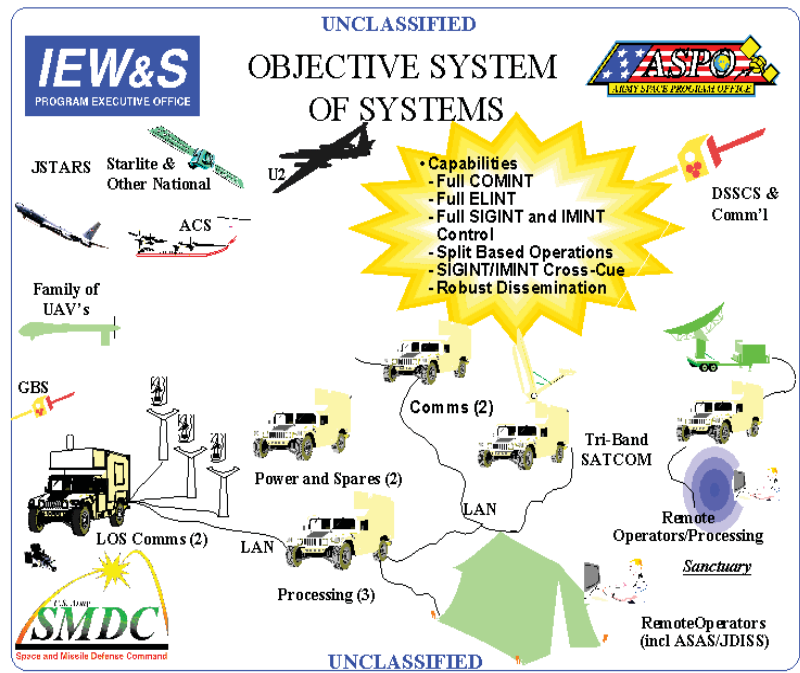 UNCLASSIFIED
IEW&S
PROGRAM EXECUTIVE OFFICE
OBJECTIVE SYSTEM
OF SYSTEMS
ASPO
ARMY SPACE PROGRAM OFFICE
JSTARS
Starlite &
Other National
U2
ACS
• Capabilities
- Full COMINT
- Full ELINT
- Full SIGINT and IMINT
Control
- Split Based Operations
- SIGINT/IMINT Cross-Cue
- Robust Dissemination
DSSCS &
Comm'l
Family of
UAV's
GBS
Comms (2)
Power and Spares (2)
Tri-Band
SATCOM
LOS Comms (2)
LAN
LAN
Processing (3)
Remote
Operators/Processing
Sanctuary
RemoteOperators
(incl ASAS/JDISS)
U.S. Army
SMDC
Space and Missile Defense Command
UNCLASSIFIED